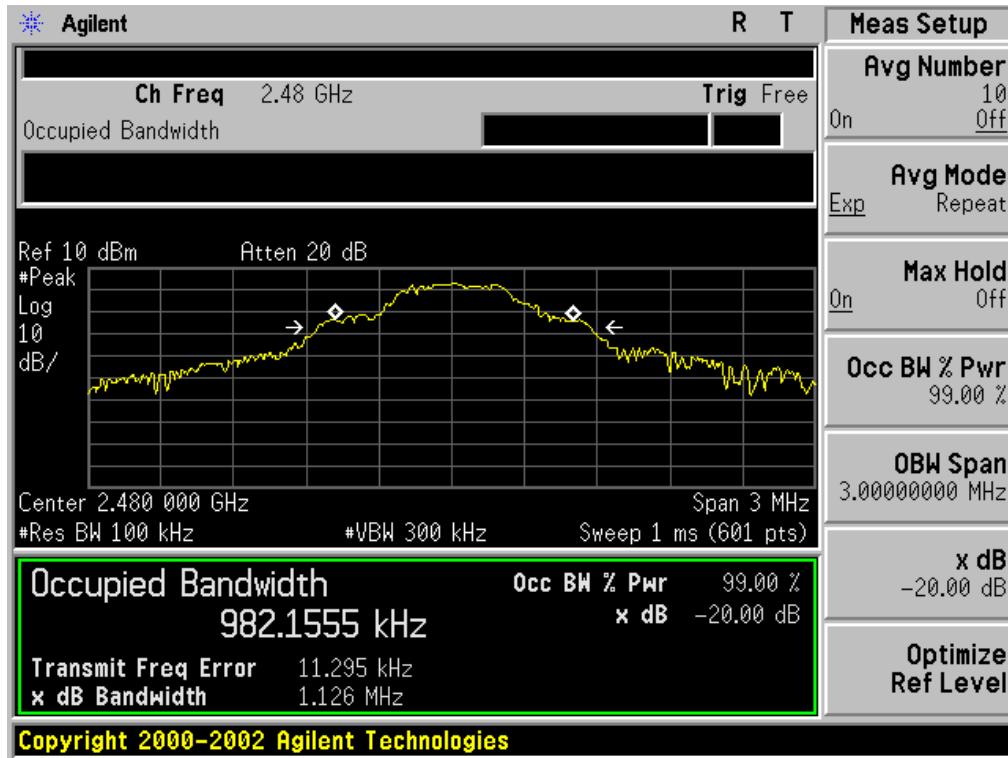 Agilent R T
Ch Freq 2.48 GHz Trig Free
Occupied Bandwidth
Ref 10 dBm Atten 20 dB
#Peak
Log
10
dB/
Center 2.480 000 GHz Span 3 MHz
#Res BW 100 kHz #VBW 300 kHz Sweep 1 ms (601 pts)
Occupied Bandwidth Occ BW % Pwr 99.00 %
982.1555 kHz x dB -20.00 dB
Transmit Freq Error 11.295 kHz
x dB Bandwidth 1.126 MHz
Copyright 2000-2002 Agilent Technologies
Meas Setup
Avg Number
10
On Off
Avg Mode
Exp Repeat
Max Hold
On Off
Occ BW % Pwr
99.00 %
OBW Span
3.00000000 MHz
x dB
-20.00 dB
Optimize
Ref Level